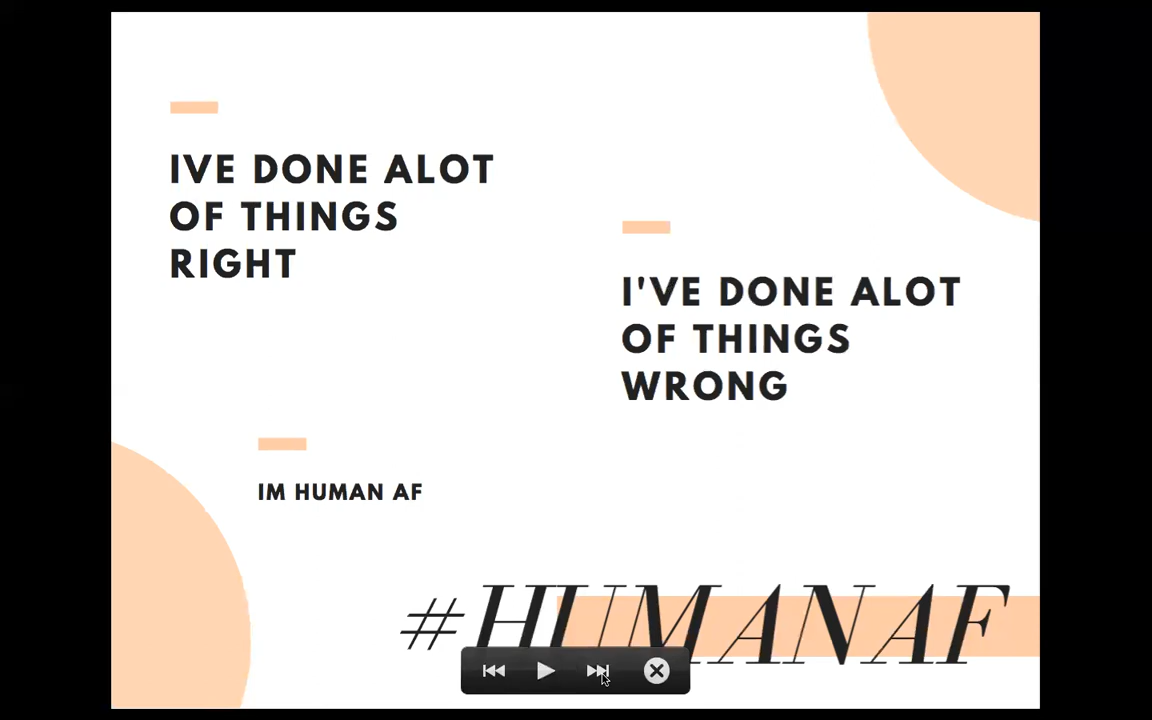 IVE DONE ALOT
OF THINGS
RIGHT
I'VE DONE ALOT
OF THINGS
WRONG
IM HUMAN AF
#HUMANAF